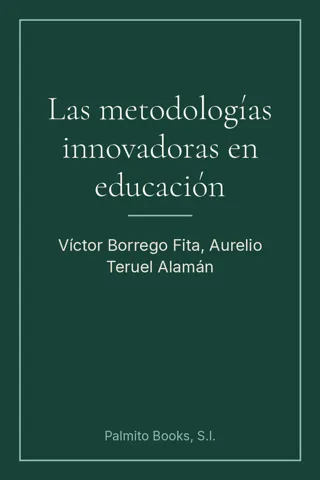 Las metodologías
innovadoras en
educación
Víctor Borrego Fita, Aurelio
Teruel Alamán
Palmito Books, S.l.